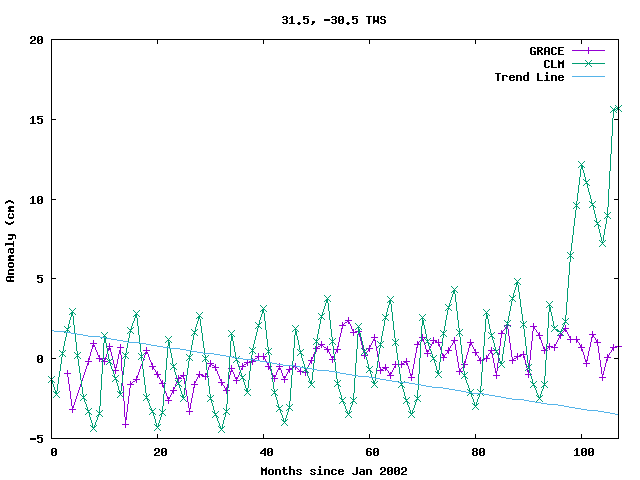 31.5, -30.5 TWS
GRACE
CLM
Trend Line
20
15
10
5
0
-5
Anomaly (cm)
0 20 40 60 80 100
Months since Jan 2002